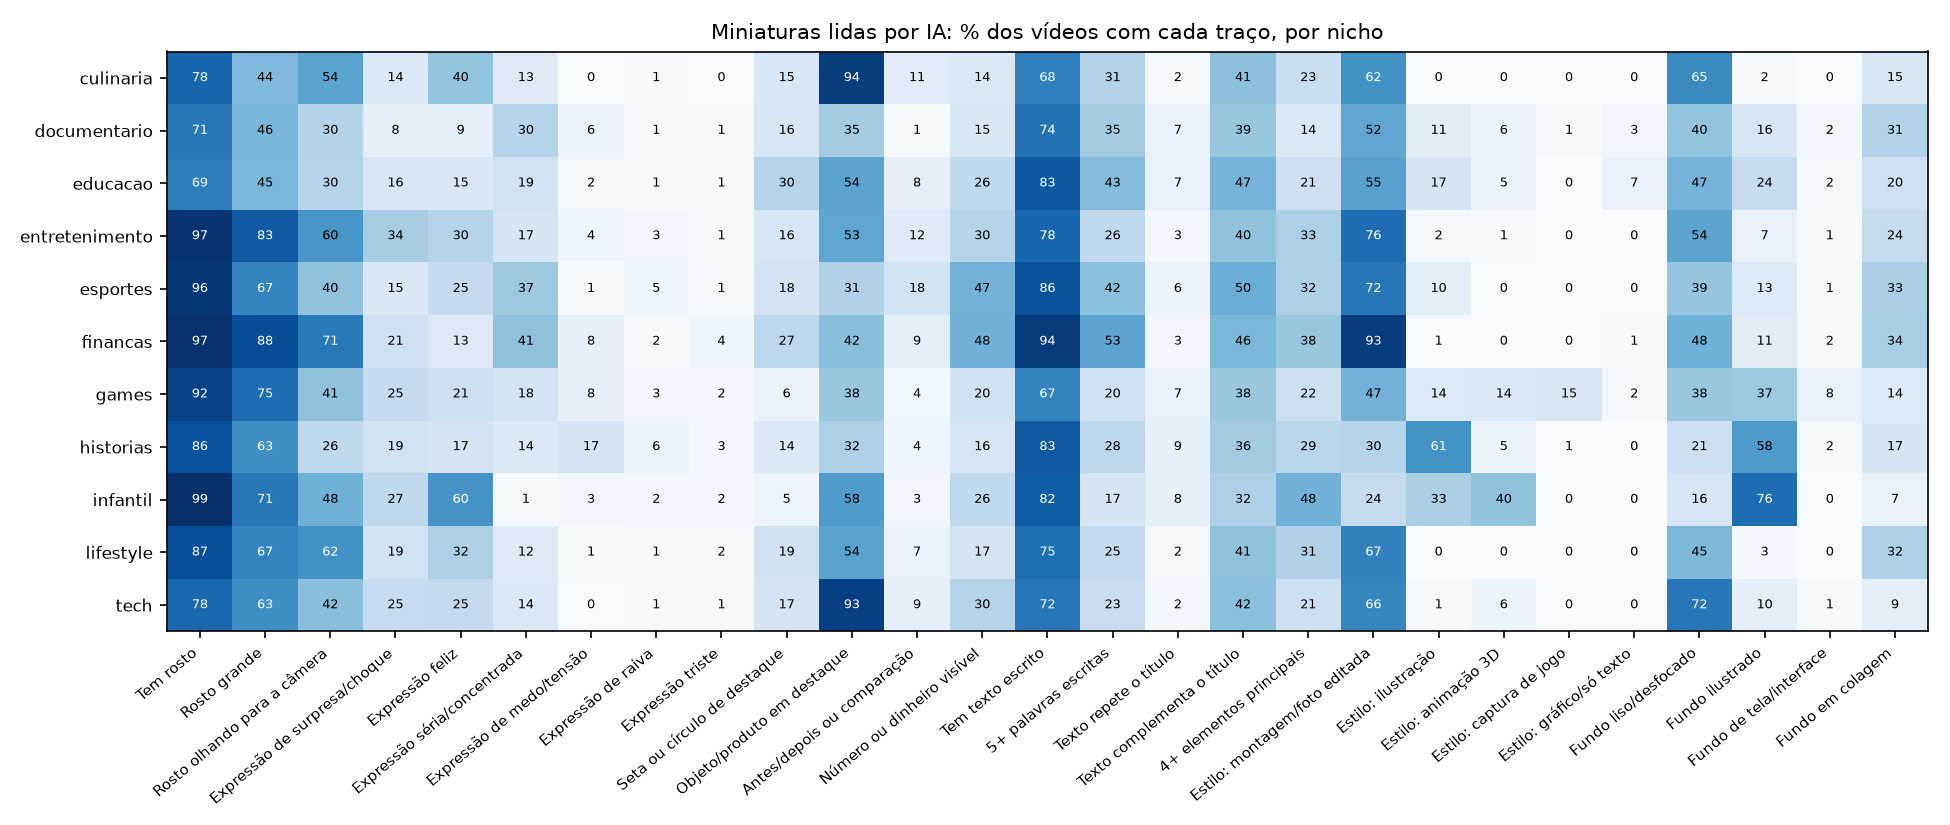 Miniaturas lidas por IA: % dos vídeos com cada traço, por nicho
culinaria 78 44 54 14 40 13 0 1 0 15 94 11 14 68 31 2 41 23 62 0 0 0 0 65 2 0 15
documentario 71 46 30 8 9 30 6 1 1 16 35 1 15 74 35 7 39 14 52 11 6 1 3 40 16 2 31
educacao 69 45 30 16 15 19 2 1 1 30 54 8 26 83 43 7 47 21 55 17 5 0 7 47 24 2 20
entretenimento 97 83 60 34 30 17 4 3 1 16 53 12 30 78 26 3 40 33 76 2 1 0 0 54 7 1 24
esportes 96 67 40 15 25 37 1 5 1 18 31 18 47 86 42 6 50 32 72 10 0 0 0 39 13 1 33
financas 97 88 71 21 13 41 8 2 4 27 42 9 48 94 53 3 46 38 93 1 0 0 1 48 11 2 34
games 92 75 41 25 21 18 8 3 2 6 38 4 20 67 20 7 38 22 47 14 14 15 2 38 37 8 14
historias 86 63 26 19 17 14 17 6 3 14 32 4 16 83 28 9 36 29 30 61 5 1 0 21 58 2 17
infantil 99 71 48 27 60 1 3 2 2 5 58 3 26 82 17 8 32 48 24 33 40 0 0 16 76 0 7
lifestyle 87 67 62 19 32 12 1 1 2 19 54 7 17 75 25 2 41 31 67 0 0 0 0 45 3 0 32
tech 78 63 42 25 25 14 0 1 1 17 93 9 30 72 23 2 42 21 66 1 6 0 0 72 10 1 9
Tem rosto
Rosto grande
Rosto olhando para a câmera
Expressão de surpresa/choque
Expressão feliz
Expressão séria/concentrada
Expressão de medo/tensão
Expressão de raiva
Expressão triste
Seta ou círculo de destaque
Objeto/produto em destaque
Antes/depois ou comparação
Número ou dinheiro visível
Tem texto escrito
5+ palavras escritas
Texto repete o título
Texto complementa o título
4+ elementos principais
Estilo: montagem/foto editada
Estilo: ilustração
Estilo: animação 3D
Estilo: captura de jogo
Estilo: gráfico/só texto
Fundo liso/desfocado
Fundo ilustrado
Fundo de tela/interface
Fundo em colagem